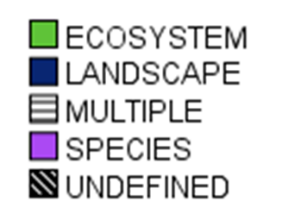 ECOSYSTEM
LANDSCAPE
MULTIPLE
SPECIES
UNDEFINED